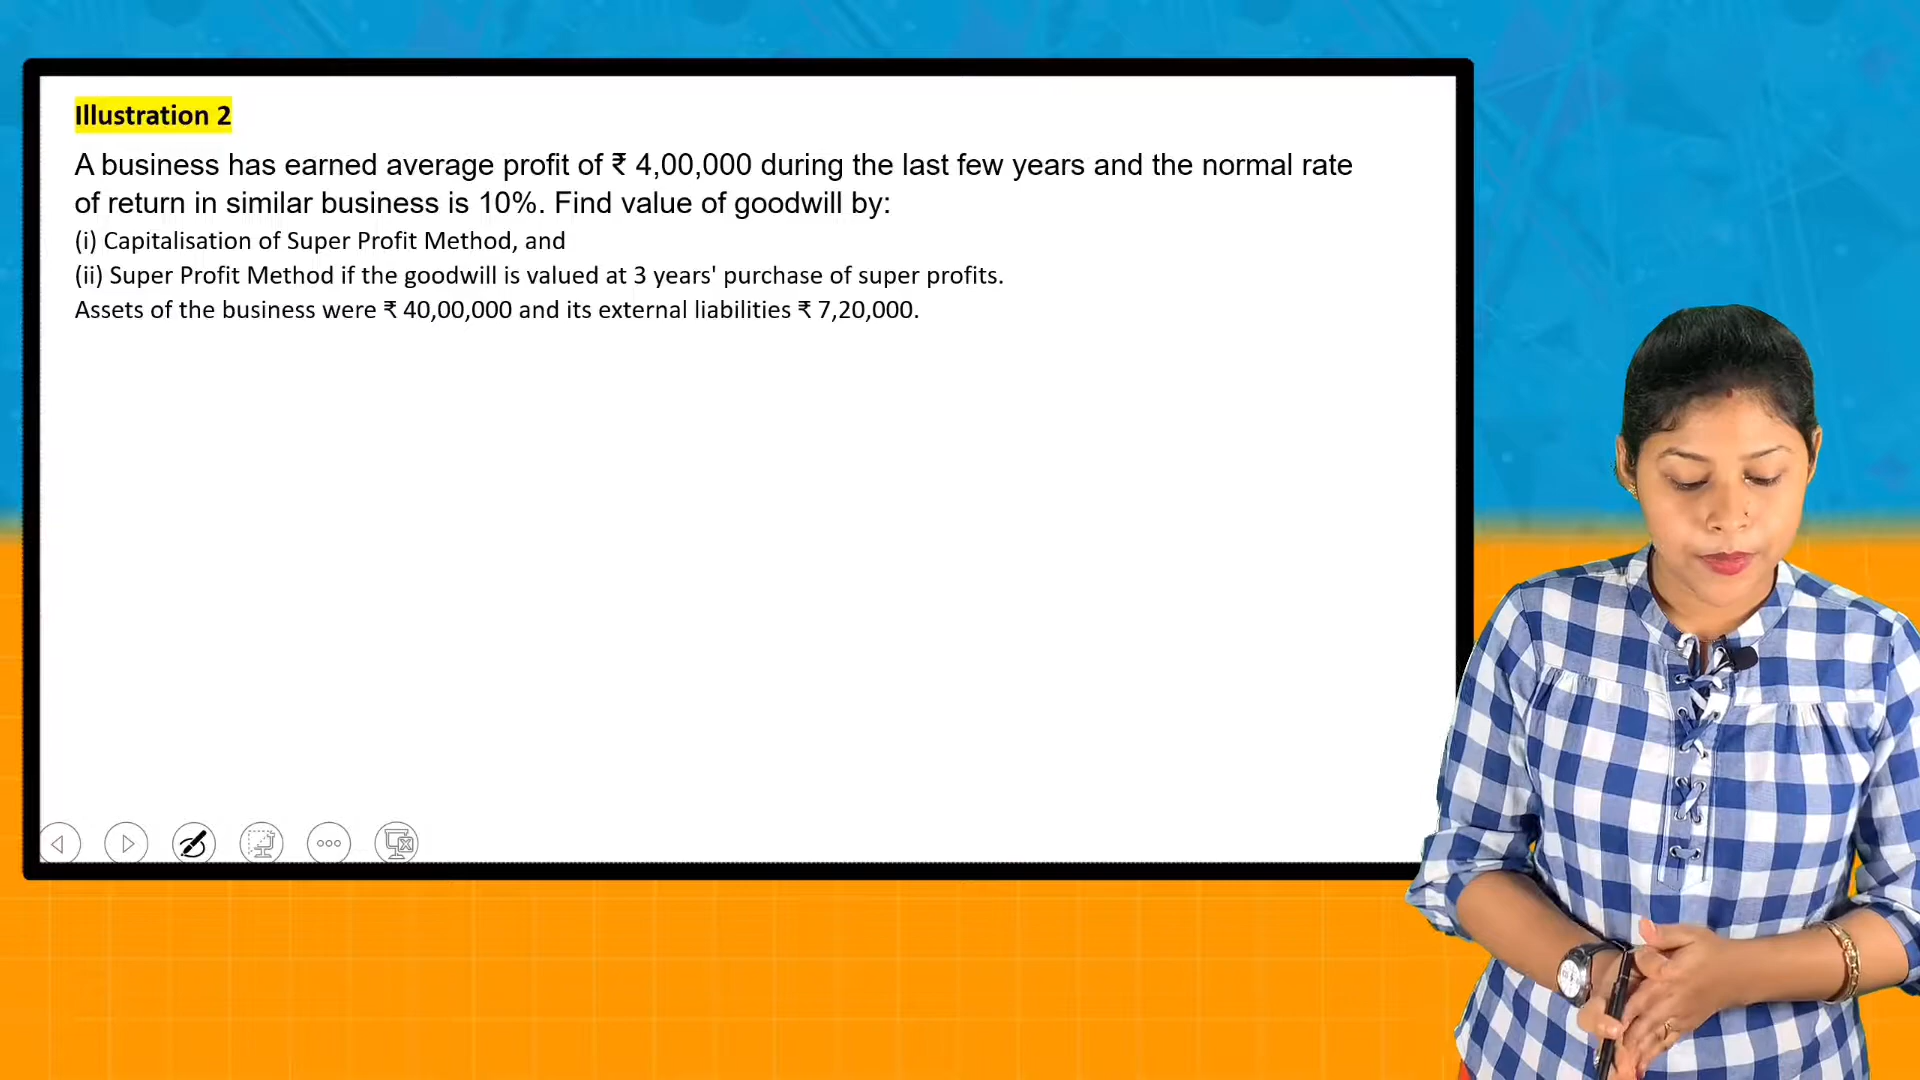 Illustration 2
A business has earned average profit of ₹ 4,00,000 during the last few years and the normal rate
of return in similar business is 10%. Find value of goodwill by:
(i) Capitalisation of Super Profit Method, and
(ii) Super Profit Method if the goodwill is valued at 3 years' purchase of super profits.
Assets of the business were ₹ 40,00,000 and its external liabilities ₹ 7,20,000.